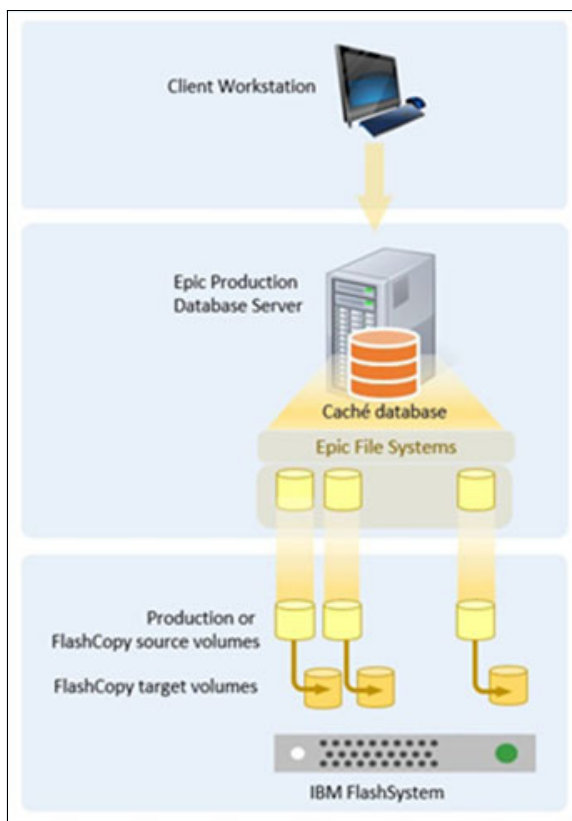 Client Workstation
Epic Production
Database Server
Caché database
Epic File Systems
Production or
FlashCopy source volumes
FlashCopy target volumes
IBM FlashSystem